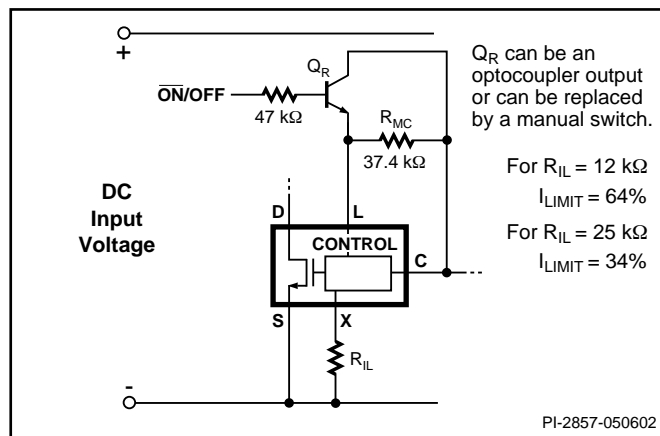 +
Q_R
ON/OFF
47 kΩ
R_MC
37.4 kΩ
Q_R can be an
optocoupler output
or can be replaced
by a manual switch.
For R_IL = 12 kΩ
I_LIMIT = 64%
For R_IL = 25 kΩ
I_LIMIT = 34%
DC
Input
Voltage
D
L
CONTROL
C
S
X
R_IL
-
PI-2857-050602